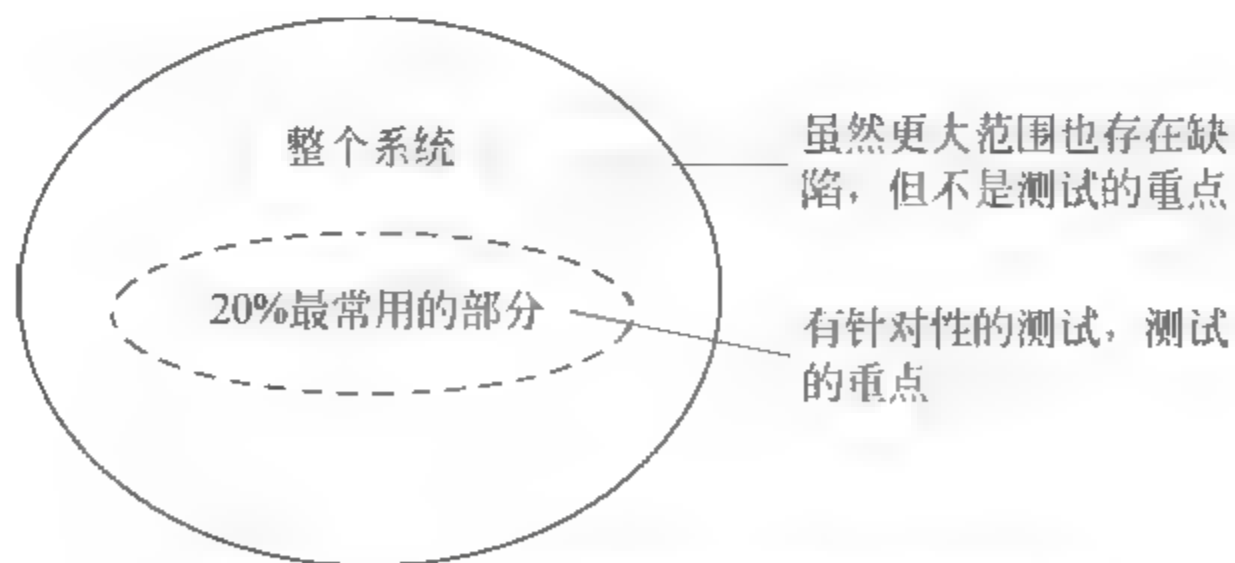 整个系统
虽然更大范围也存在缺
陷，但不是测试的重点
20%最常用的部分
有针对性的测试，测试
的重点